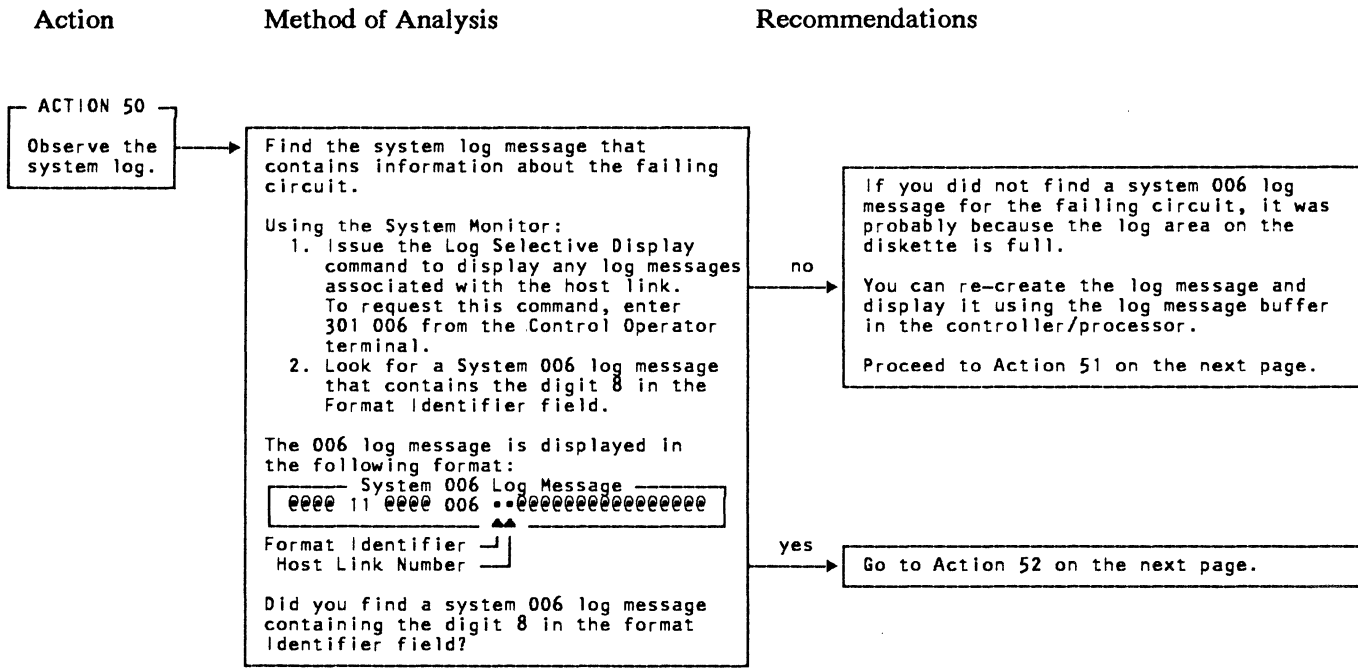 Action Method of Analysis Recommendations
ACTION 50
Observe the
system log.
Find the system log message that
contains information about the failing
circuit.
Using the System Monitor:
1. Issue the Log Selective Display
command to display any log messages
associated with the host link.
To request this command, enter
301 006 from the Control Operator
terminal.
2. Look for a System 006 log message
that contains the digit 8 in the
Format Identifier field.
The 006 log message is displayed in
the following format:
System 006 Log Message
@@@@ 11 @@@@ 006 ▪▪@@@@@@@@@@@@@@@@
Format Identifier
Host Link Number
Did you find a system 006 log message
containing the digit 8 in the format
Identifier field?
no
If you did not find a system 006 log
message for the failing circuit, it was
probably because the log area on the
diskette is full.
You can re-create the log message and
display it using the log message buffer
in the controller/processor.
Proceed to Action 51 on the next page.
yes
Go to Action 52 on the next page.